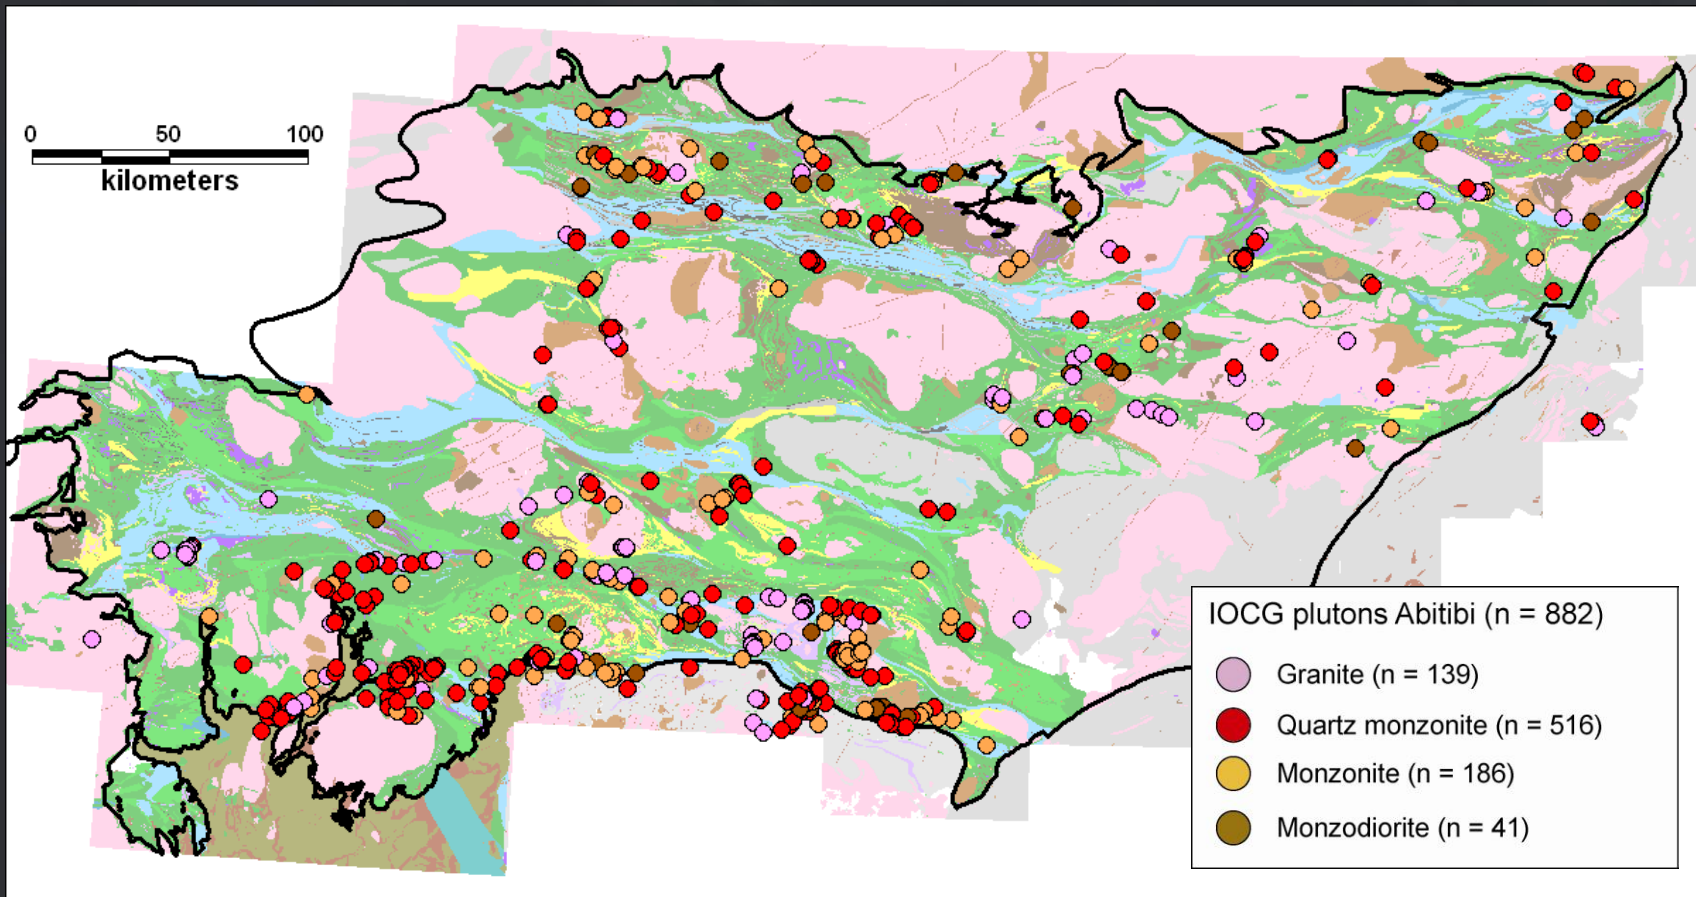 0 50 100
kilometers
IOCG plutons Abitibi (n = 882)
Granite (n = 139)
Quartz monzonite (n = 516)
Monzonite (n = 186)
Monzodiorite (n = 41)